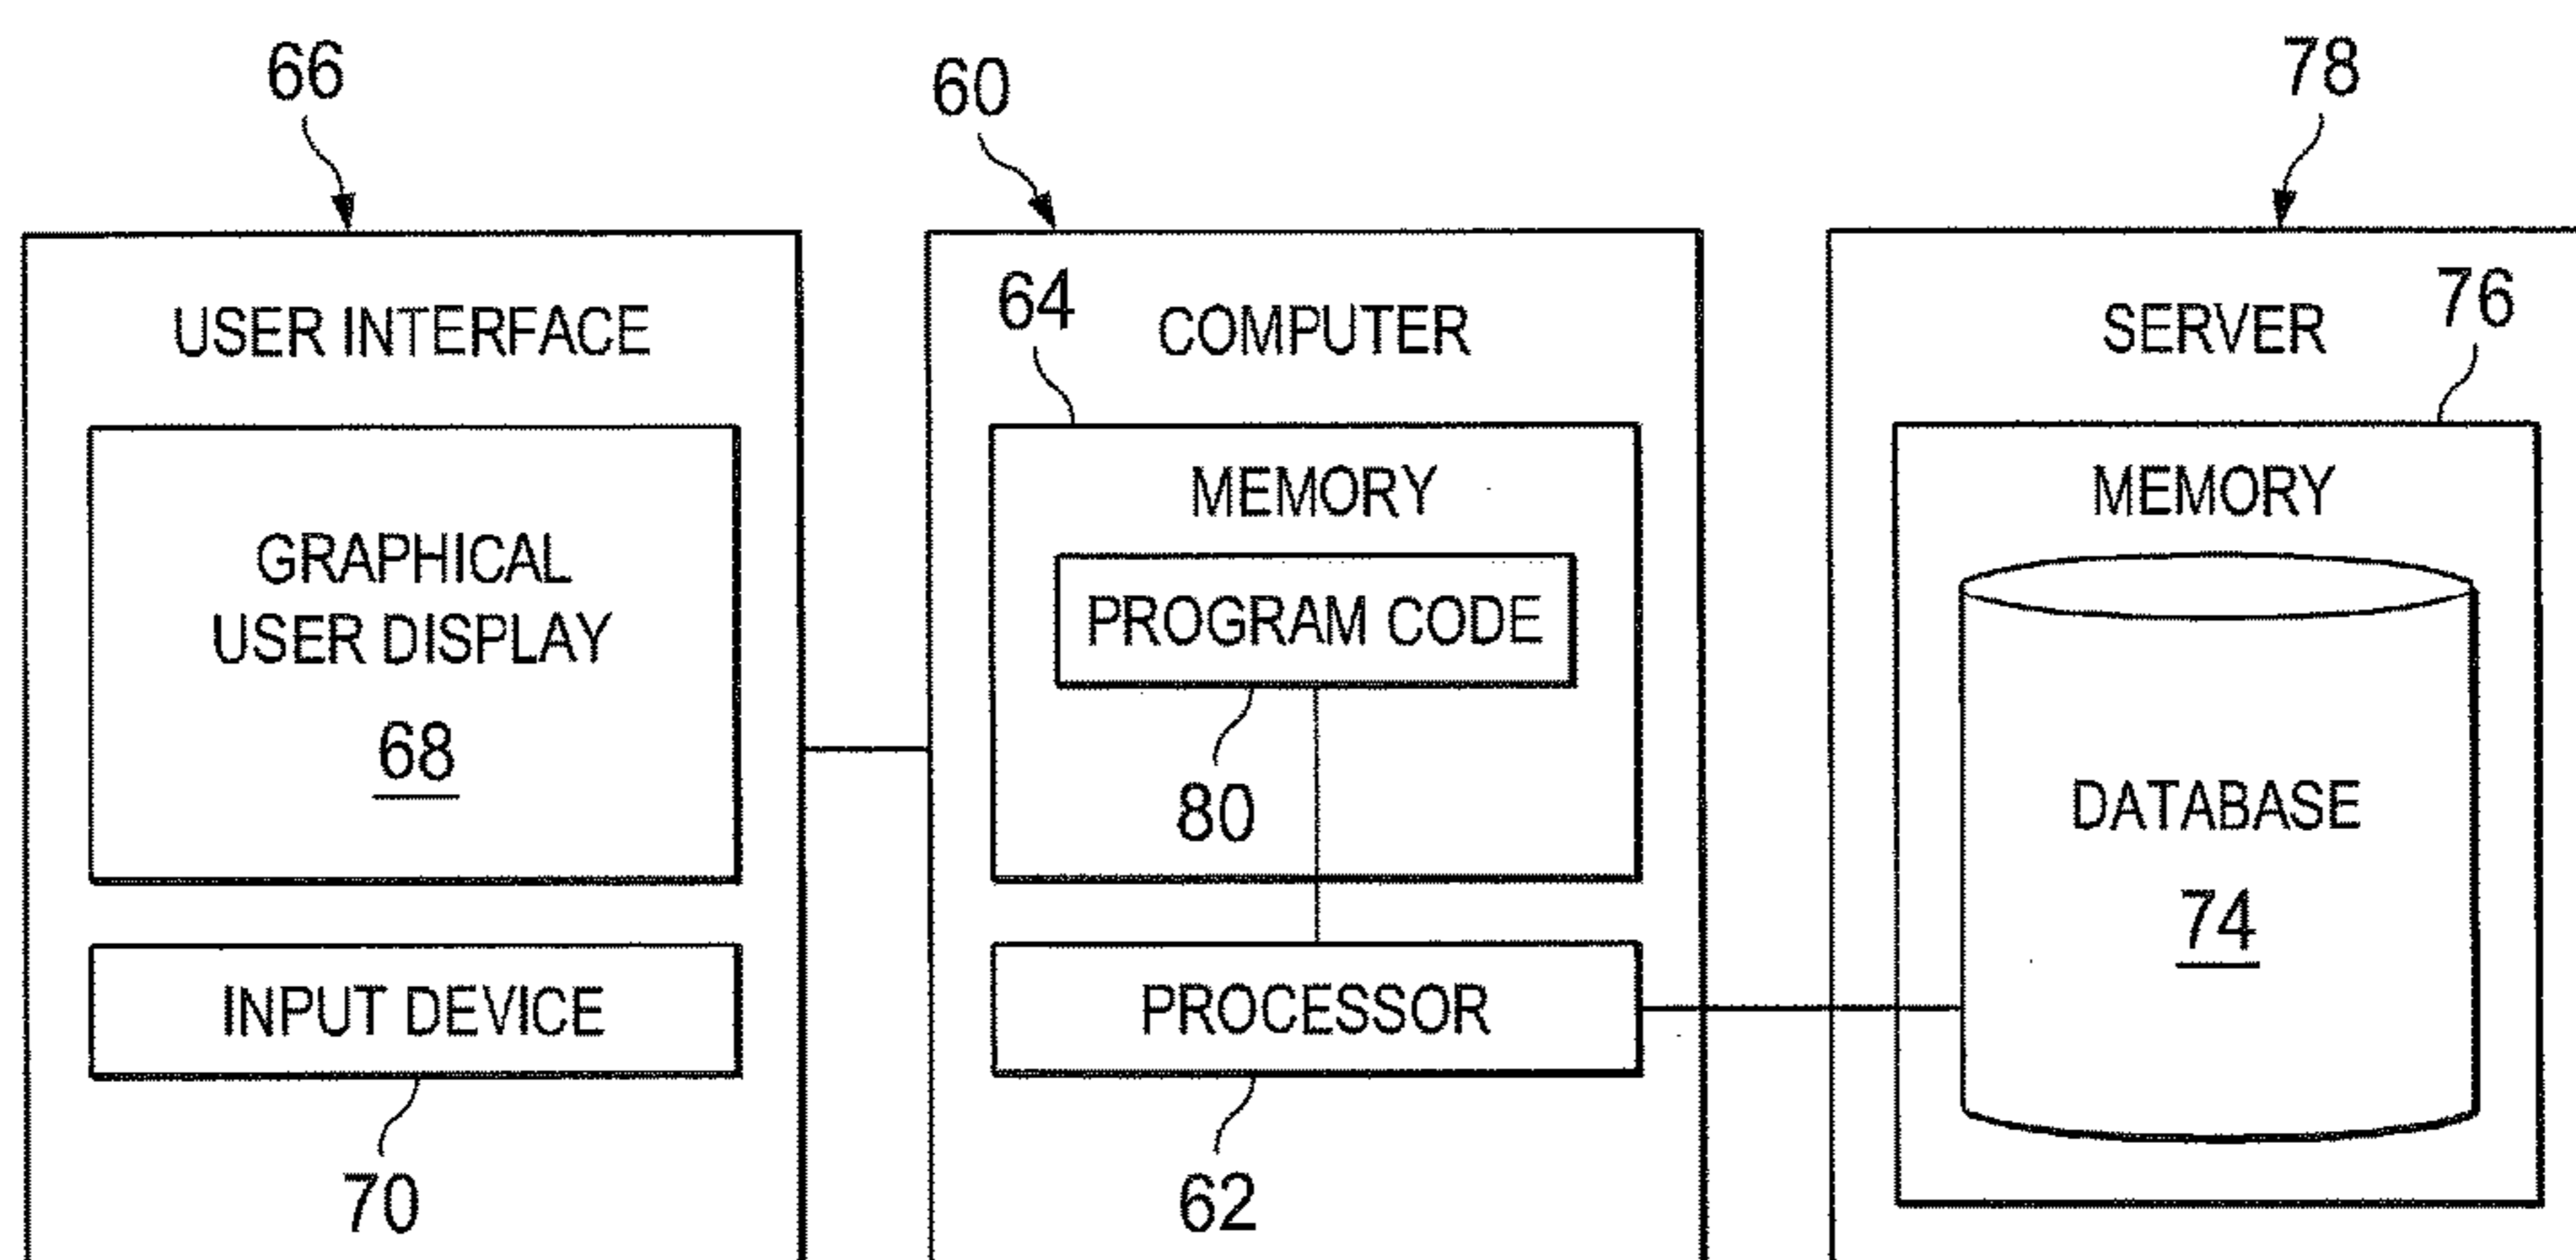 66
60
78
USER INTERFACE
GRAPHICAL
USER DISPLAY
68
INPUT DEVICE
70
COMPUTER
64
MEMORY
PROGRAM CODE
80
PROCESSOR
62
SERVER
76
MEMORY
DATABASE
74